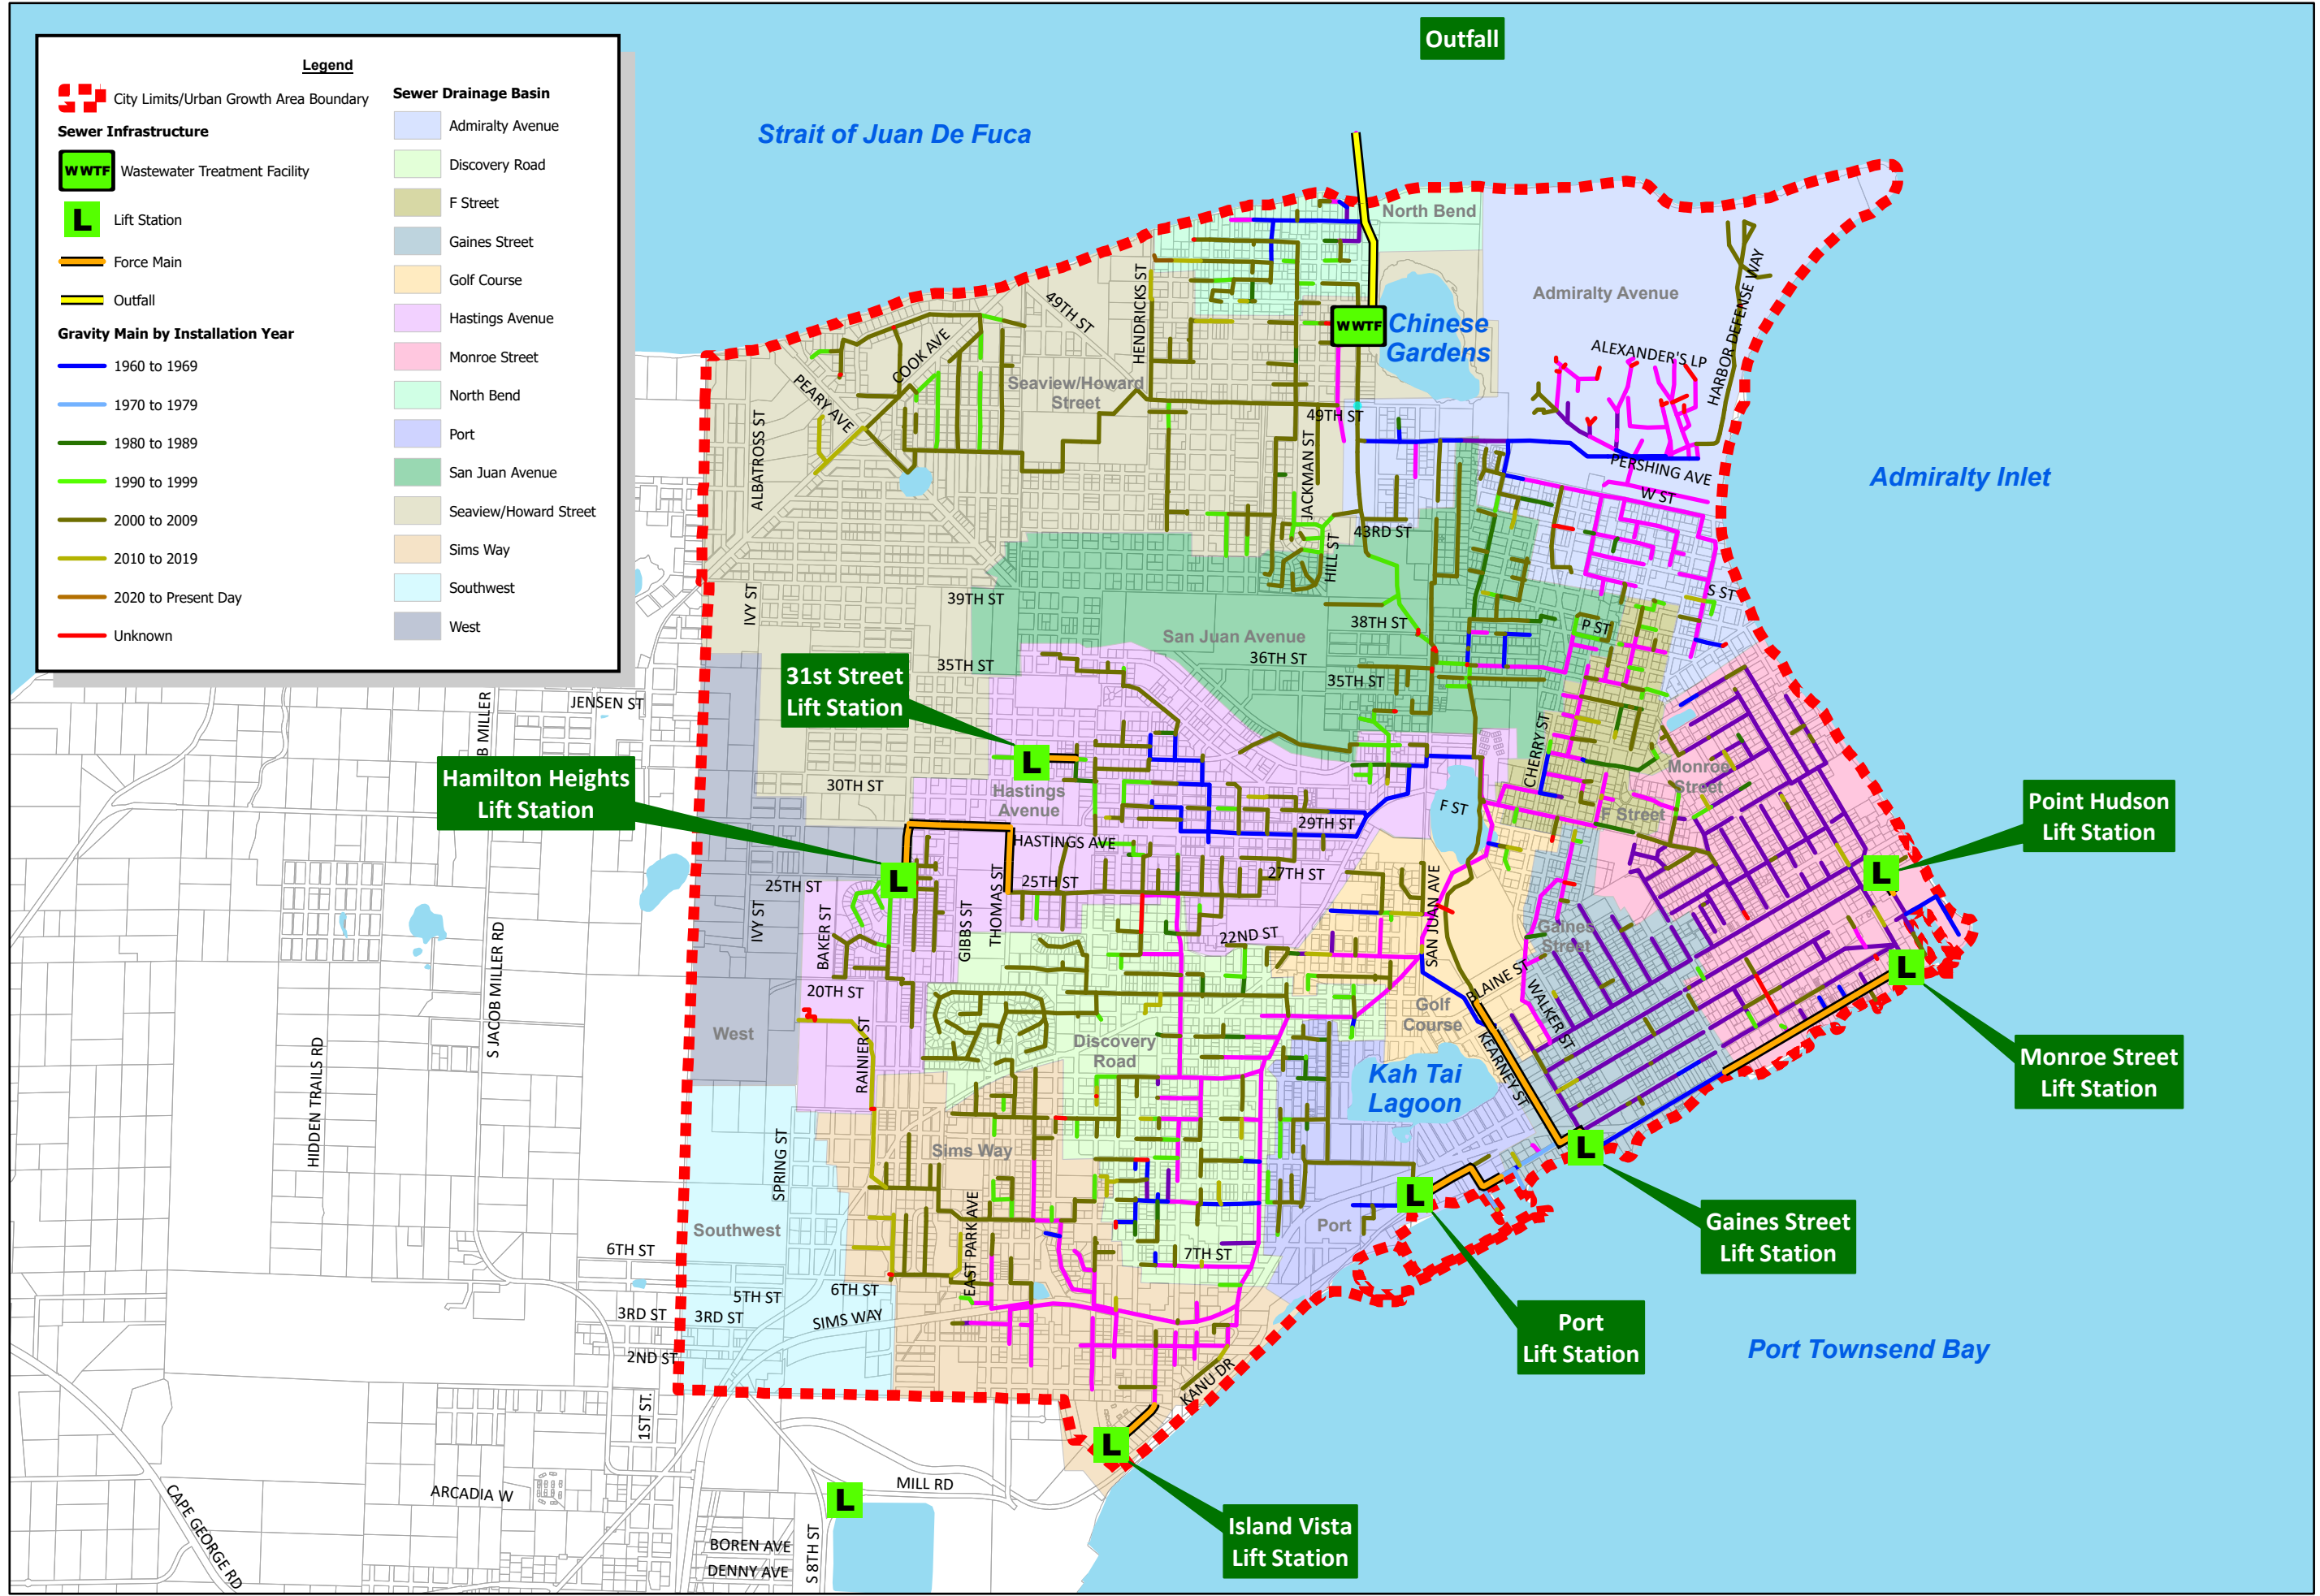 Outfall
Legend
City Limits/Urban Growth Area Boundary
Sewer Infrastructure
WWTF Wastewater Treatment Facility
L Lift Station
Force Main
Outfall
Gravity Main by Installation Year
1960 to 1969
1970 to 1979
1980 to 1989
1990 to 1999
2000 to 2009
2010 to 2019
2020 to Present Day
Unknown
Sewer Drainage Basin
Admiralty Avenue
Discovery Road
F Street
Gaines Street
Golf Course
Hastings Avenue
Monroe Street
North Bend
Port
San Juan Avenue
Seaview/Howard Street
Sims Way
Southwest
West
Strait of Juan De Fuca
North Bend
Admiralty Avenue
HARBOR DEFENSE WAY
HENDRICKS ST
49TH ST
WWTF
Chinese
Gardens
COOK AVE
PEARY AVE
Seaview/Howard
Street
ALEXANDER'S LP
49TH ST
ALBATROSS ST
JACKMAN ST
PERSHING AVE
W ST
Admiralty Inlet
43RD ST
HILL ST
IVY ST
39TH ST
S ST
38TH ST
P ST
San Juan Avenue
36TH ST
35TH ST
35TH ST
31st Street
Lift Station
JENSEN ST
B MILLER
CHERRY ST
L
Hamilton Heights
Lift Station
30TH ST
Hastings
Avenue
Monroe
Street
F ST
F Street
29TH ST
HASTINGS AVE
Point Hudson
Lift Station
L
L
25TH ST
25TH ST
27TH ST
THOMAS ST
GIBBS ST
BAKER ST
IVY ST
SAN JUAN AVE
22ND ST
Gaines
Street
L
S JACOB MILLER RD
20TH ST
BLAINE ST
WALKER ST
Golf
Course
West
RAINIER ST
Discovery
Road
KEARNEY ST
Monroe Street
Lift Station
Kah Tai
Lagoon
HIDDEN TRAILS RD
SPRING ST
Sims Way
L
L
EAST PARK AVE
Southwest
Port
Gaines Street
Lift Station
6TH ST
7TH ST
5TH ST
6TH ST
3RD ST
3RD ST
SIMS WAY
Port
Lift Station
2ND ST
Port Townsend Bay
KANU DR
1ST ST.
L
MILL RD
L
ARCADIA W
CAPE GEORGE RD
Island Vista
Lift Station
BOREN AVE
DENNY AVE
S 8TH ST